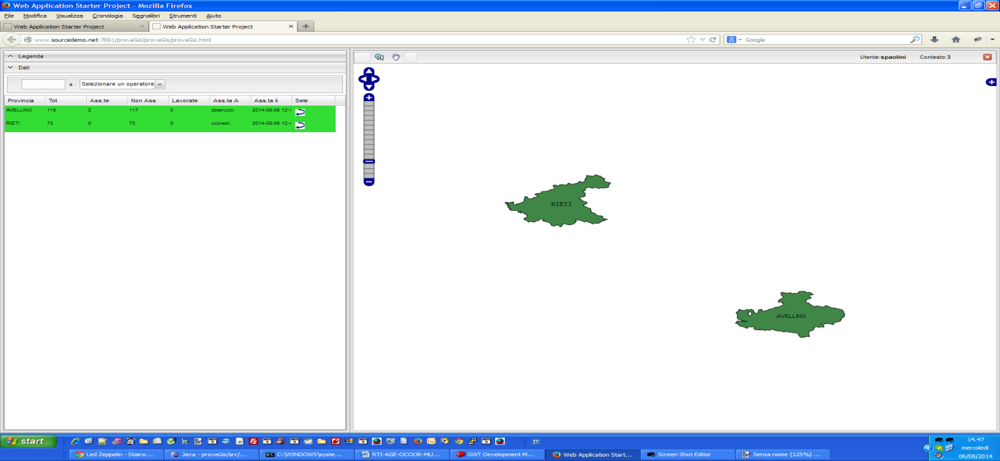 Web Application Starter Project - Mozilla Firefox
File Modifica Visualizza Cronologia Segnalibri Strumenti Aiuto
Web Application Starter Project × Web Application Starter Project × +
www.sourcedemo.net:7001/provaGis/provaGis/provaGis.html
8 Google
Legenda
Dati
Utente:spaolini Contesto:3
a : Selezionare un operatore
Provincia Tot Ass.te Non Ass Lavorate Ass.ta A Ass.ta il Sele
AVELLINO 119 2 117 0 dpetrucci 2014-08-06 12:4
RIETI 73 0 73 0 ccoretti 2014-08-06 12:4
RIETI
AVELLINO
start
IT
14.47
mercoledì
06/08/2014
Led Zeppelin - Stairw...
Java - provaGis/src/...
C:\WINDOWS\syste...
RTI-AGE-OCOOR-MU...
GWT Development M...
Web Application Start...
Screen Shot Editor
Senza nome (125%) ...